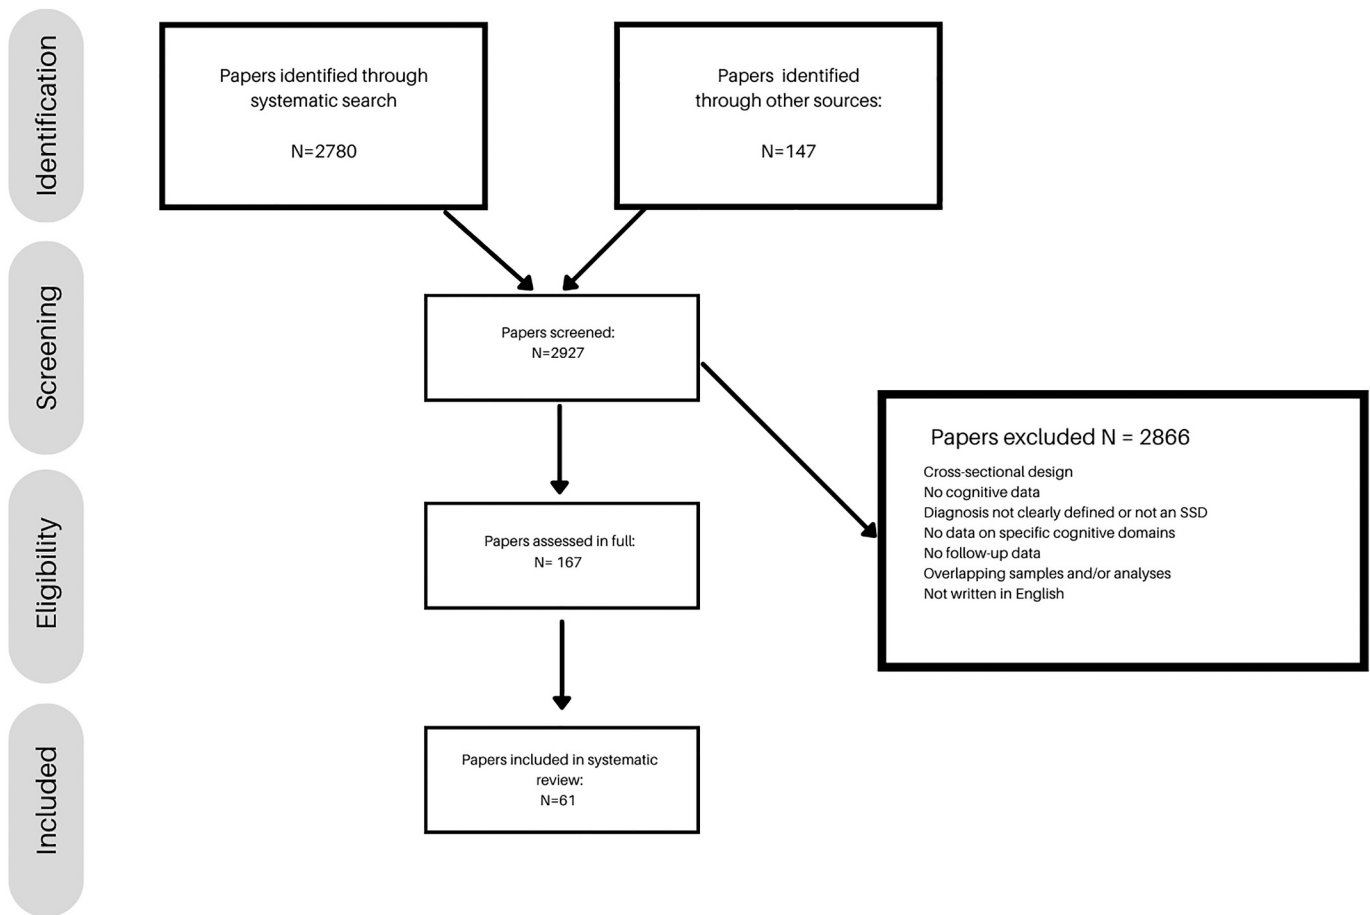 Identification
Papers identified through
systematic search
N=2780
Papers identified
through other sources:
N=147
Screening
Papers screened:
N=2927
Papers excluded N = 2866
Cross-sectional design
No cognitive data
Diagnosis not clearly defined or not an SSD
No data on specific cognitive domains
No follow-up data
Overlapping samples and/or analyses
Not written in English
Eligibility
Papers assessed in full:
N= 167
Included
Papers included in systematic
review:
N=61